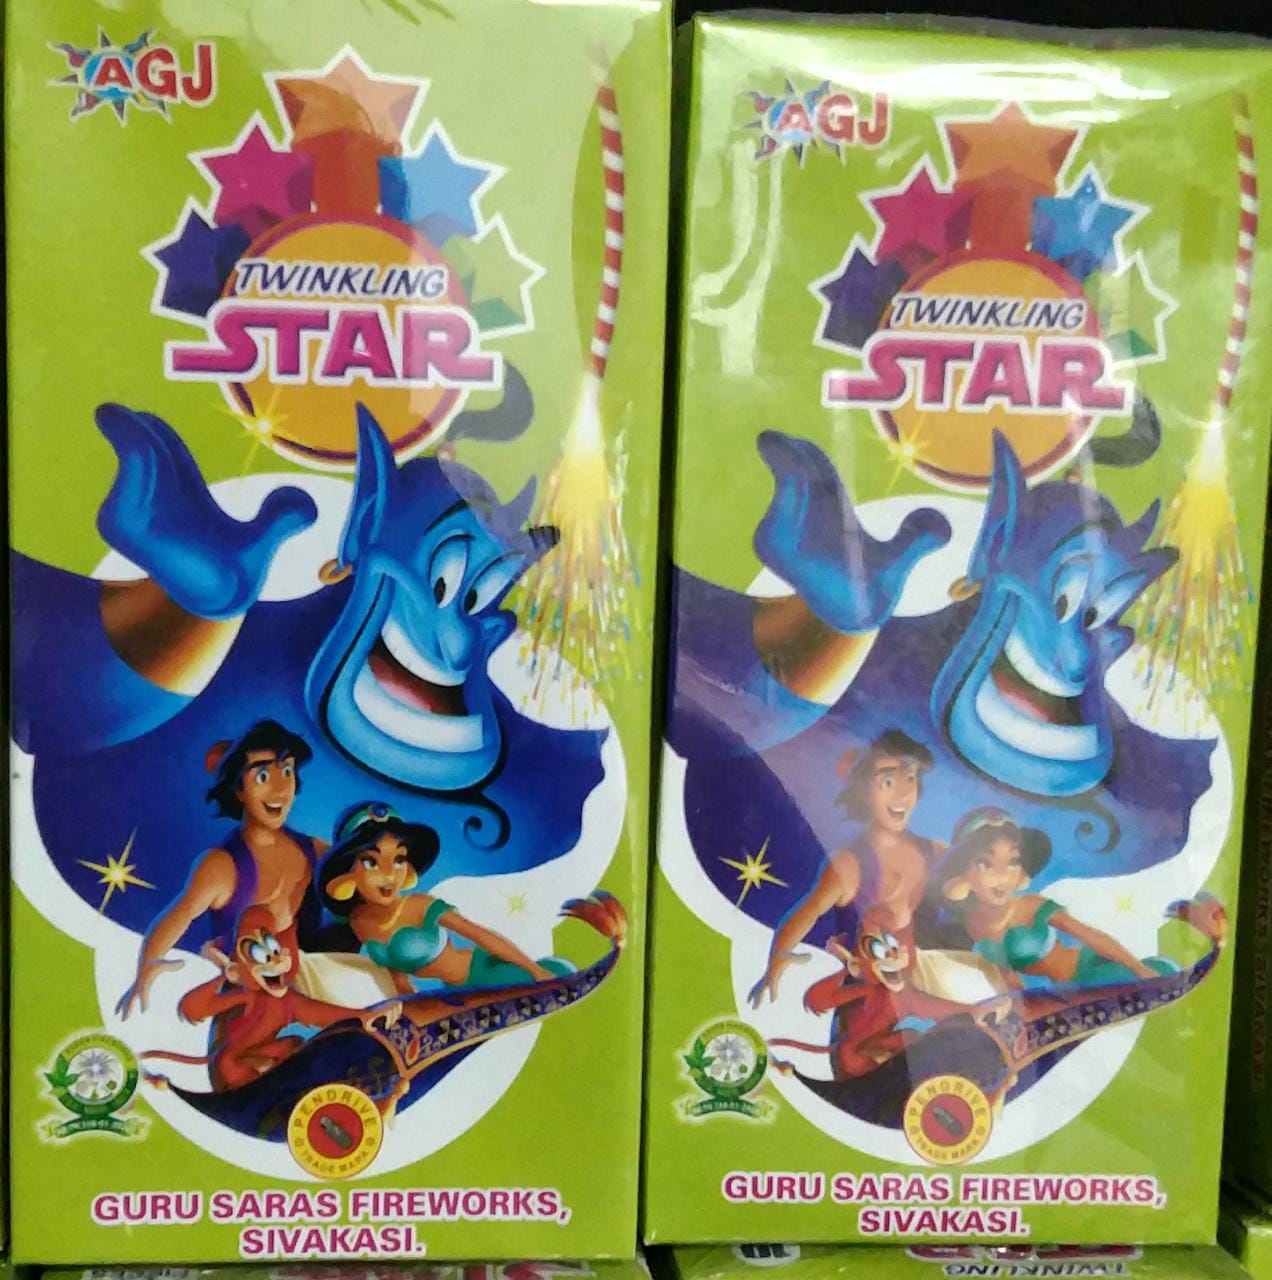 AGJ
TWINKLING
STAR
PENDRIVE
TRADE MARK
GURU SARAS FIREWORKS,
SIVAKASI.
AGJ
TWINKLING
STAR
PENDRIVE
TRADE MARK
GURU SARAS FIREWORKS,
SIVAKASI.
TWINKLING